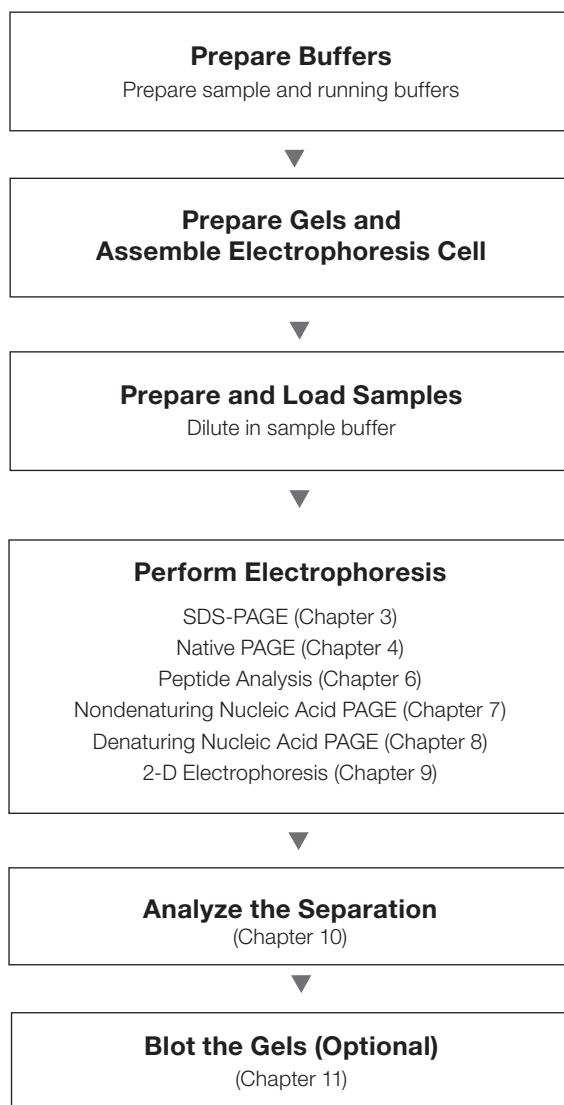 Prepare Buffers
Prepare sample and running buffers
Prepare Gels and
Assemble Electrophoresis Cell
Prepare and Load Samples
Dilute in sample buffer
Perform Electrophoresis
SDS-PAGE (Chapter 3)
Native PAGE (Chapter 4)
Peptide Analysis (Chapter 6)
Nondenaturing Nucleic Acid PAGE (Chapter 7)
Denaturing Nucleic Acid PAGE (Chapter 8)
2-D Electrophoresis (Chapter 9)
Analyze the Separation
(Chapter 10)
Blot the Gels (Optional)
(Chapter 11)